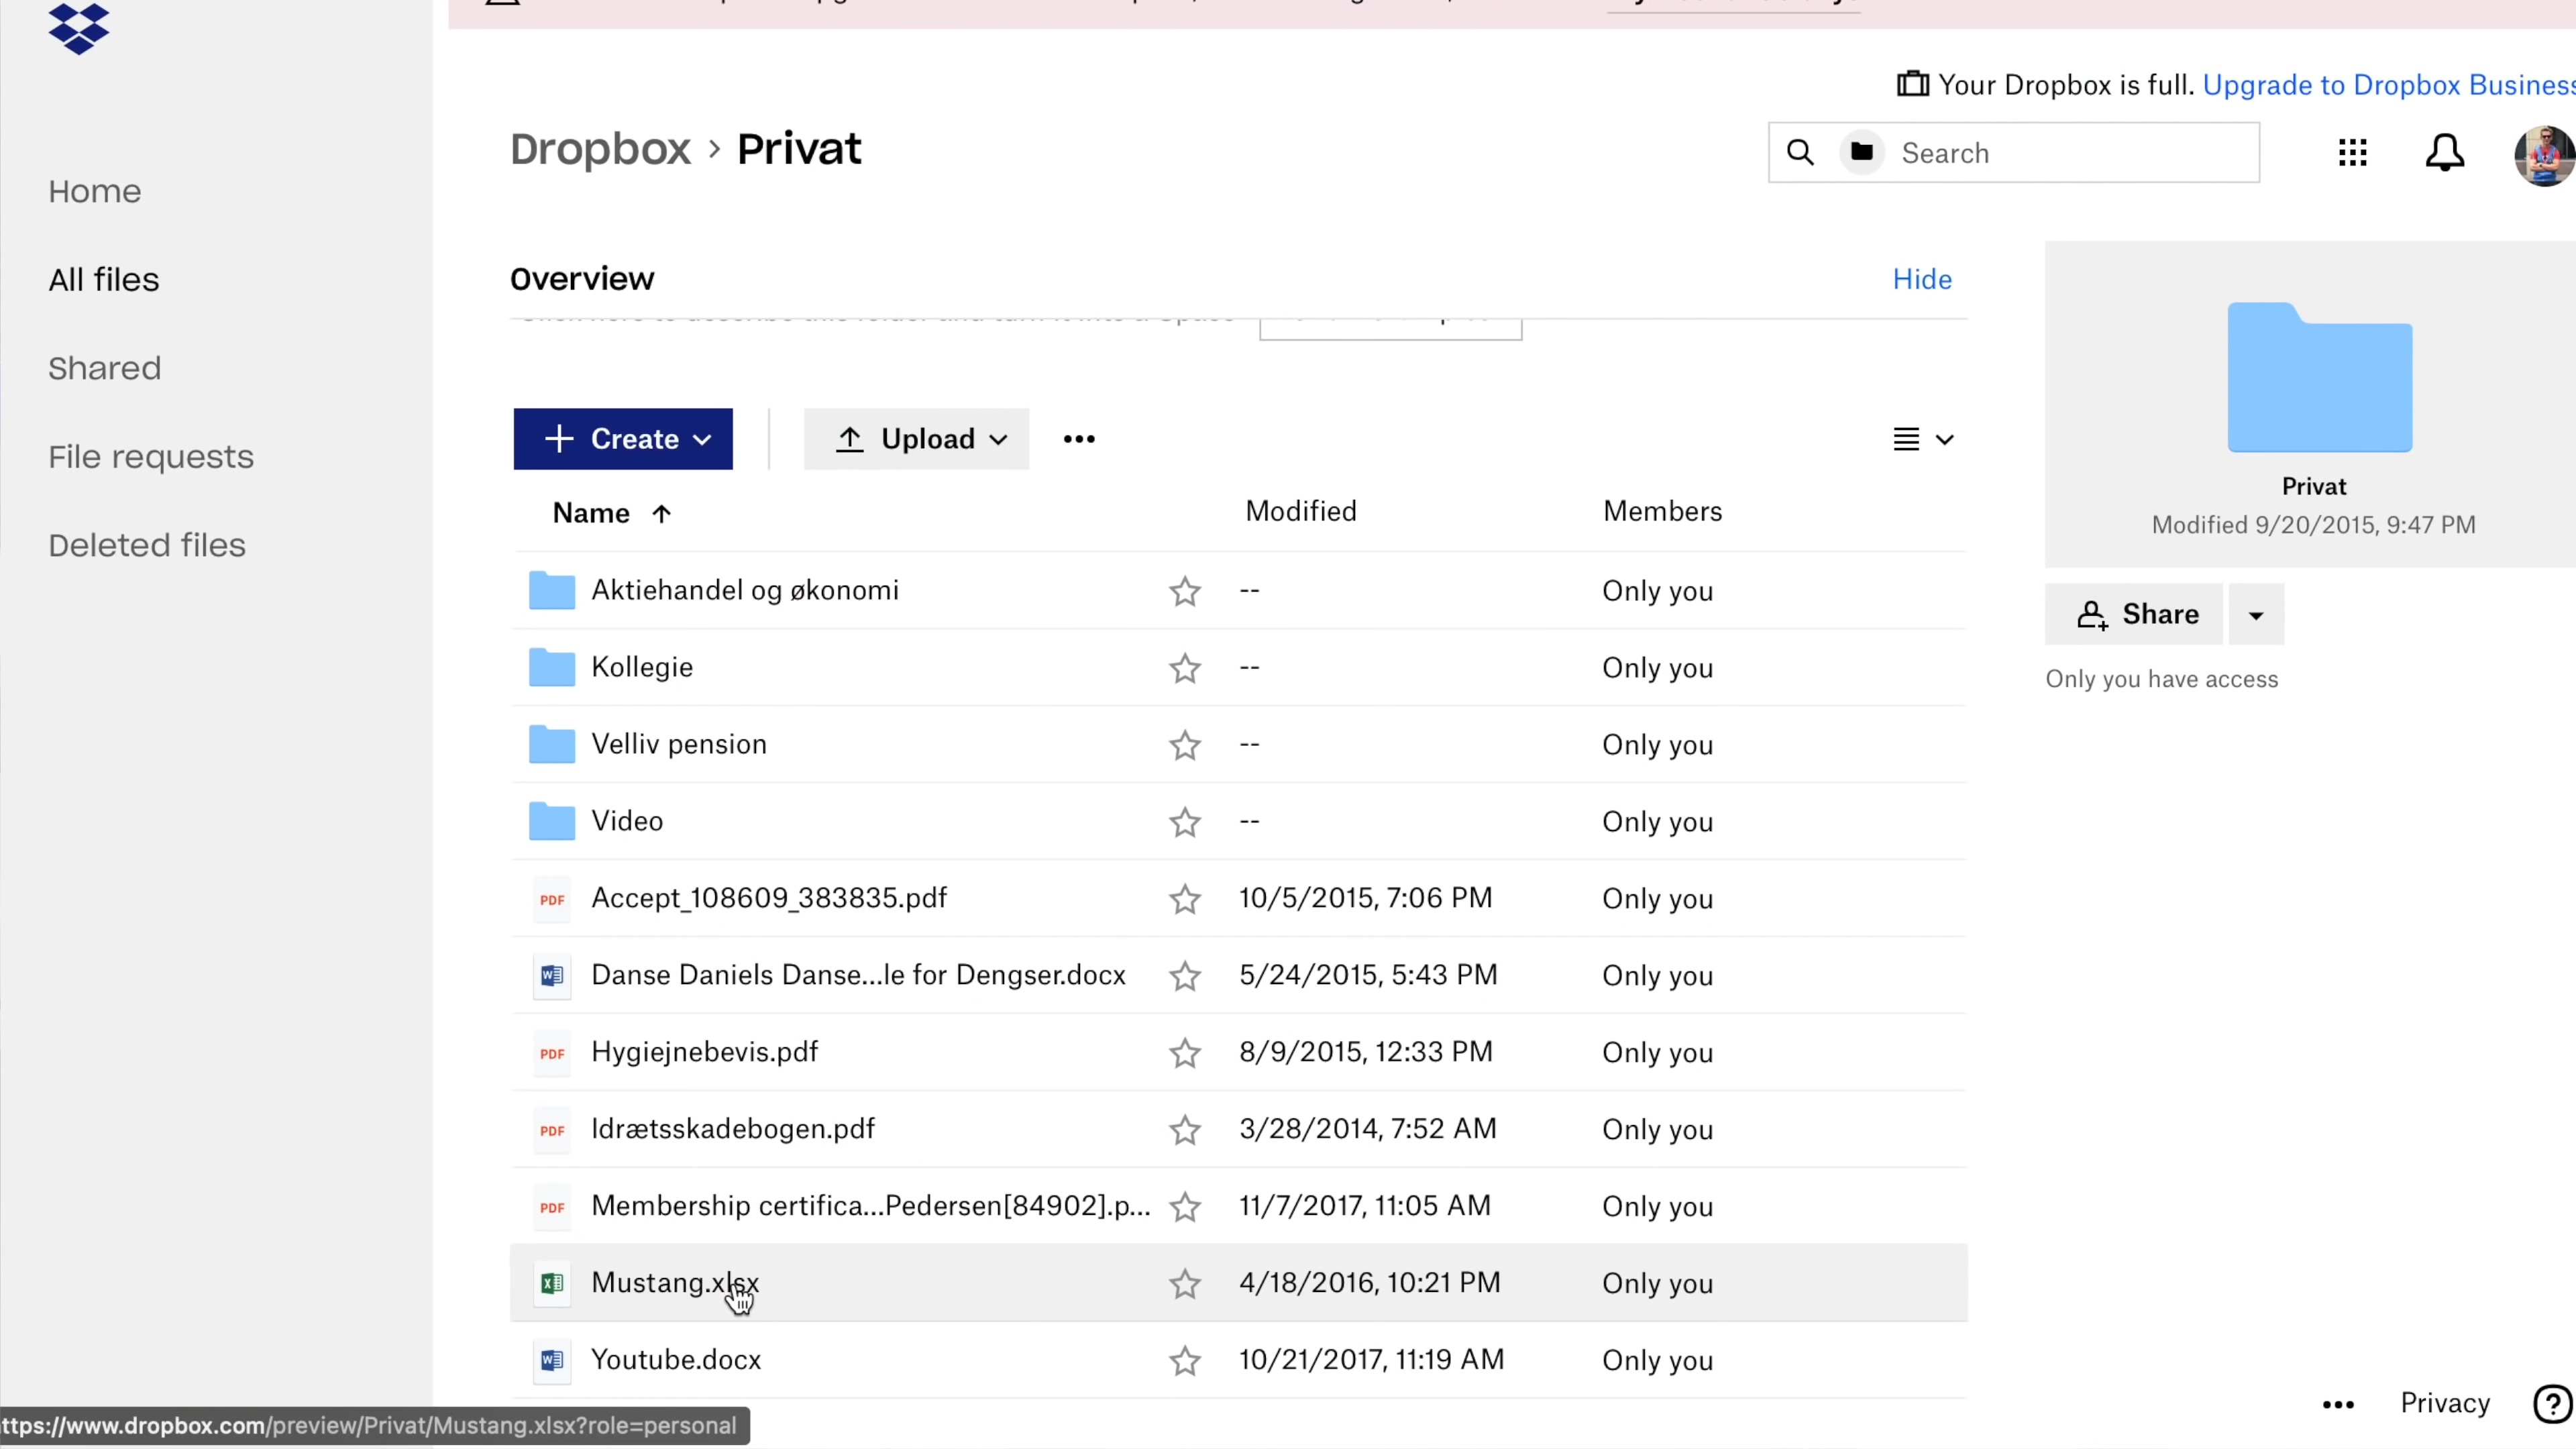 Your Dropbox is full. Upgrade to Dropbox Business
Dropbox › Privat
Search
Home
All files
Shared
File requests
Deleted files
Overview
Hide
Create
Upload
Name
Modified
Members
Aktiehandel og økonomi -- Only you
Kollegie -- Only you
Velliv pension -- Only you
Video -- Only you
PDF Accept_108609_383835.pdf 10/5/2015, 7:06 PM Only you
Danse Daniels Danse...le for Dengser.docx 5/24/2015, 5:43 PM Only you
PDF Hygiejnebevis.pdf 8/9/2015, 12:33 PM Only you
PDF Idrætsskadebogen.pdf 3/28/2014, 7:52 AM Only you
PDF Membership certifica...Pedersen[84902].p... 11/7/2017, 11:05 AM Only you
Mustang.xlsx 4/18/2016, 10:21 PM Only you
Youtube.docx 10/21/2017, 11:19 AM Only you
Privat
Modified 9/20/2015, 9:47 PM
Share
Only you have access
Privacy
ttps://www.dropbox.com/preview/Privat/Mustang.xlsx?role=personal